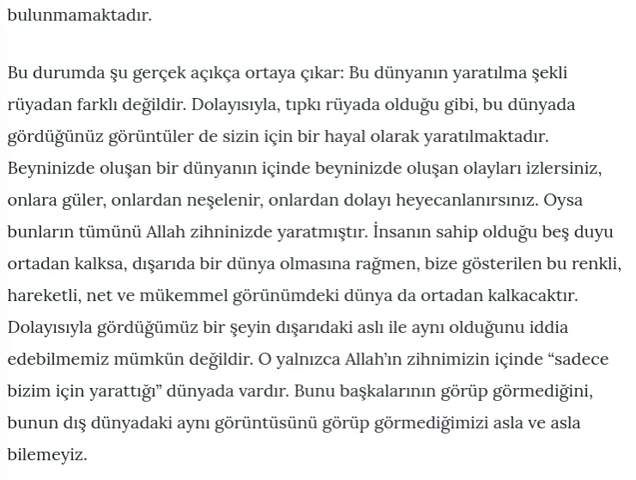 bulunmamaktadır.
Bu durumda şu gerçek açıkça ortaya çıkar: Bu dünyanın yaratılma şekli
rüyadan farklı değildir. Dolayısıyla, tıpkı rüyada olduğu gibi, bu dünyada
gördüğünüz görüntüler de sizin için bir hayal olarak yaratılmaktadır.
Beyninizde oluşan bir dünyanın içinde beyninizde oluşan olayları izlersiniz,
onlara güler, onlardan neşelenir, onlardan dolayı heyecanlanırsınız. Oysa
bunların tümünü Allah zihninizde yaratmıştır. İnsanın sahip olduğu beş duyu
ortadan kalksa, dışarıda bir dünya olmasına rağmen, bize gösterilen bu renkli,
hareketli, net ve mükemmel görünümdeki dünya da ortadan kalkacaktır.
Dolayısıyla gördüğümüz bir şeyin dışarıdaki aslı ile aynı olduğunu iddia
edebilmemiz mümkün değildir. O yalnızca Allah’ın zihnimizin içinde “sadece
bizim için yarattığı” dünyada vardır. Bunu başkalarının görüp görmediğini,
bunun dış dünyadaki aynı görüntüsünü görüp görmediğimizi asla ve asla
bilemeyiz.